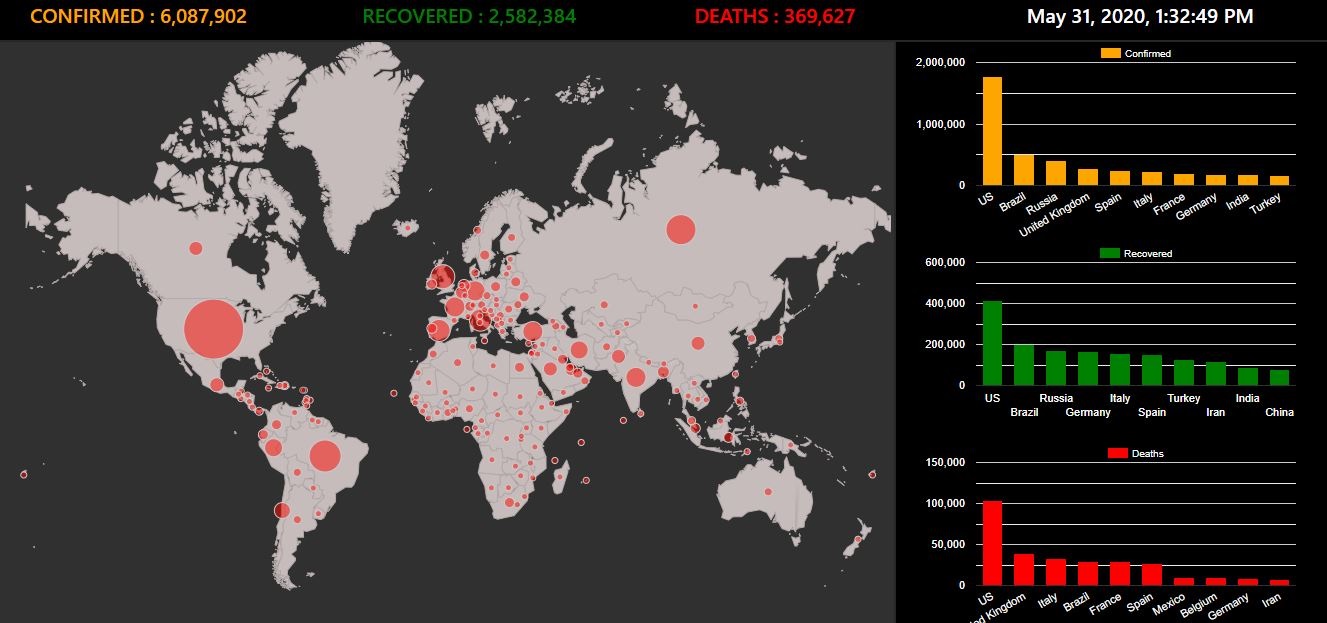 CONFIRMED : 6,087,902
RECOVERED : 2,582,384
DEATHS : 369,627
May 31, 2020, 1:32:49 PM
Confirmed
2,000,000
1,000,000
0
US Brazil Russia United Kingdom Spain Italy France Germany India Turkey
Recovered
600,000
400,000
200,000
0
US Russia Italy Turkey India
Brazil Germany Spain Iran China
Deaths
150,000
100,000
50,000
0
US d Kingdom Italy Brazil France Spain Mexico Belgium Germany Iran